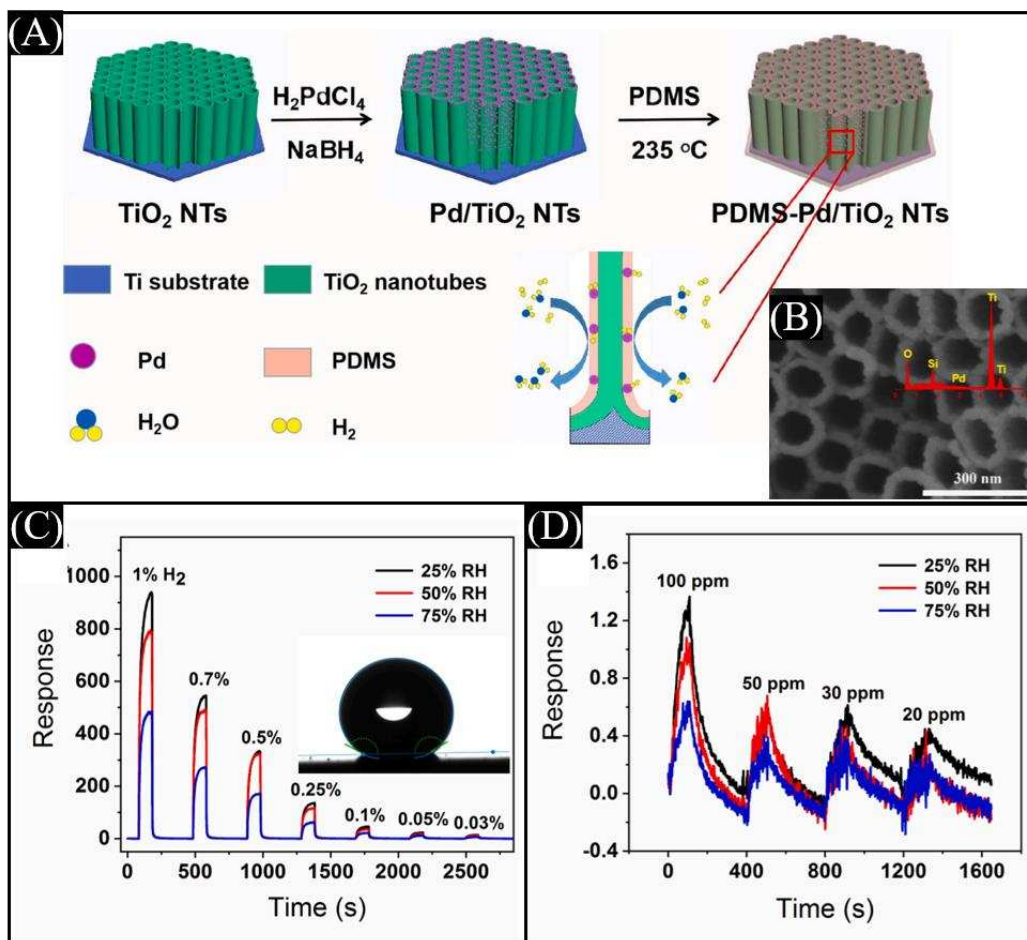 (A)
H₂PdCl₄
NaBH₄
PDMS
235 °C
TiO₂ NTs
Pd/TiO₂ NTs
PDMS-Pd/TiO₂ NTs
Ti substrate
TiO₂ nanotubes
Pd
PDMS
H₂O
H₂
(B)
O
Si
Pd
Ti
Ti
300 nm
(C)
Response
1000
800
600
400
200
0
1% H₂
0.7%
0.5%
0.25%
0.1%
0.05%
0.03%
25% RH
50% RH
75% RH
0
500
1000
1500
2000
2500
Time (s)
(D)
Response
1.6
1.2
0.8
0.4
0.0
-0.4
100 ppm
50 ppm
30 ppm
20 ppm
25% RH
50% RH
75% RH
0
400
800
1200
1600
Time (s)